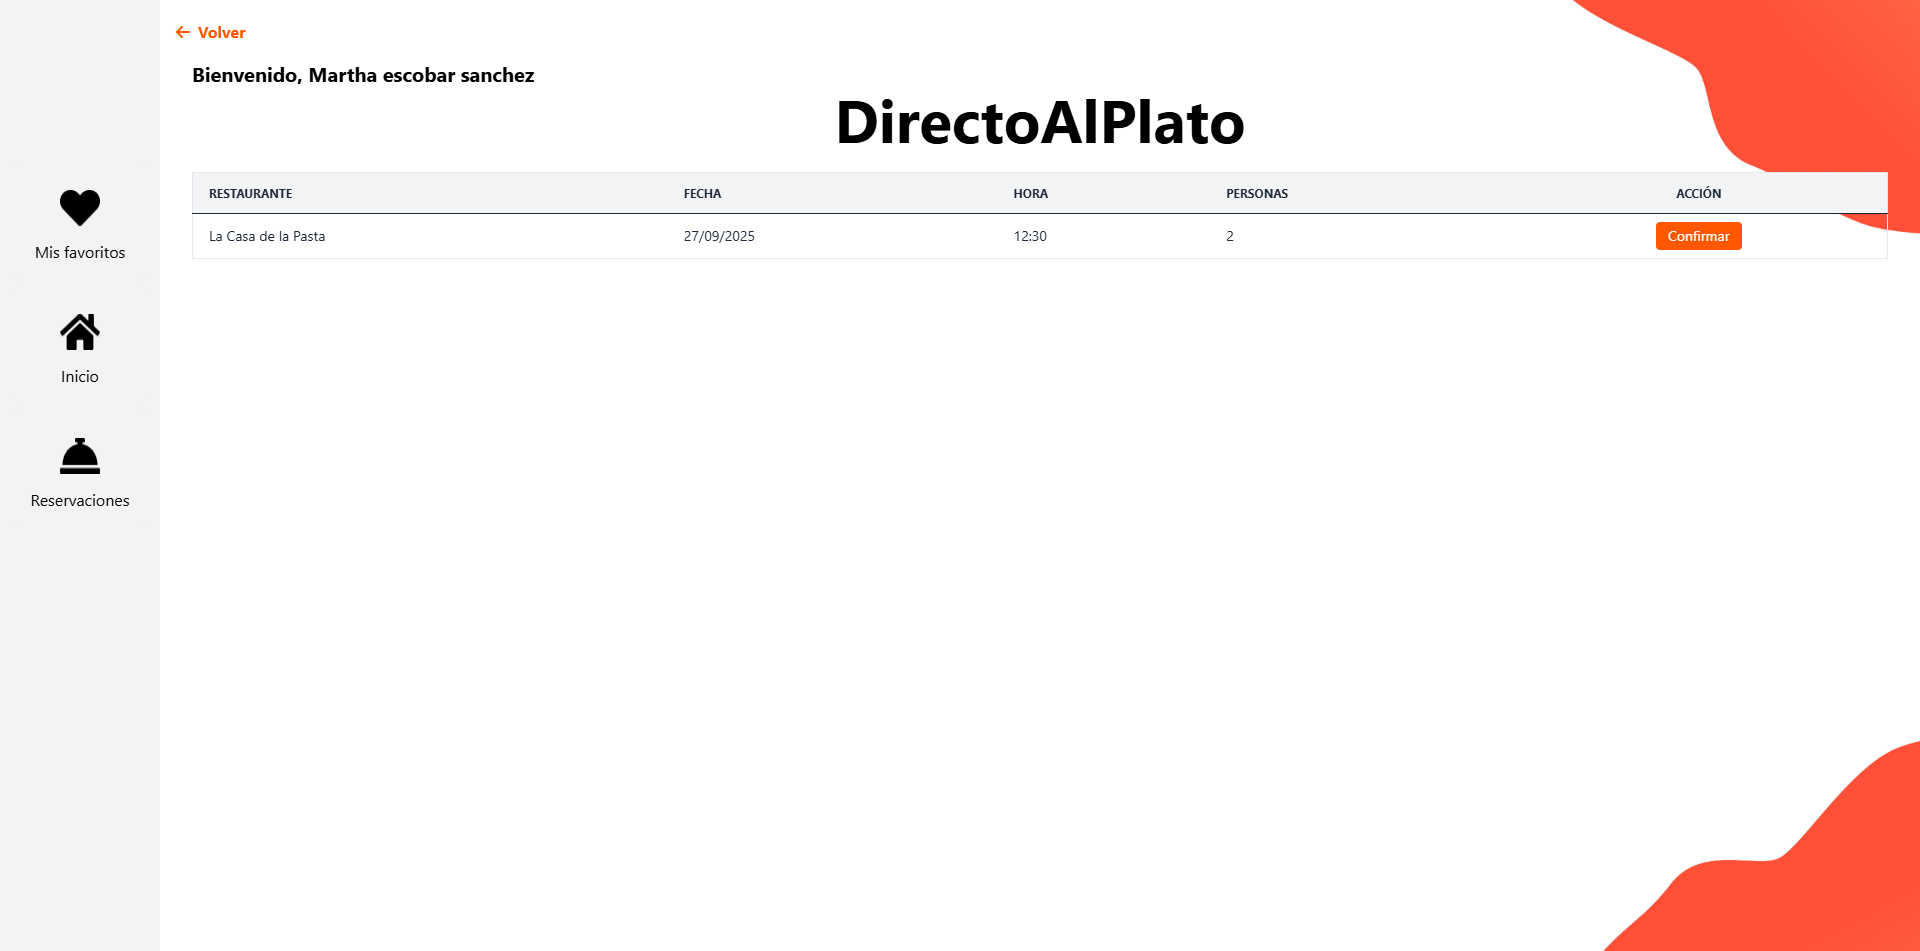 Volver
Bienvenido, Martha escobar sanchez
DirectoAlPlato
RESTAURANTE FECHA HORA PERSONAS ACCIÓN
La Casa de la Pasta 27/09/2025 12:30 2 Confirmar
Mis favoritos
Inicio
Reservaciones